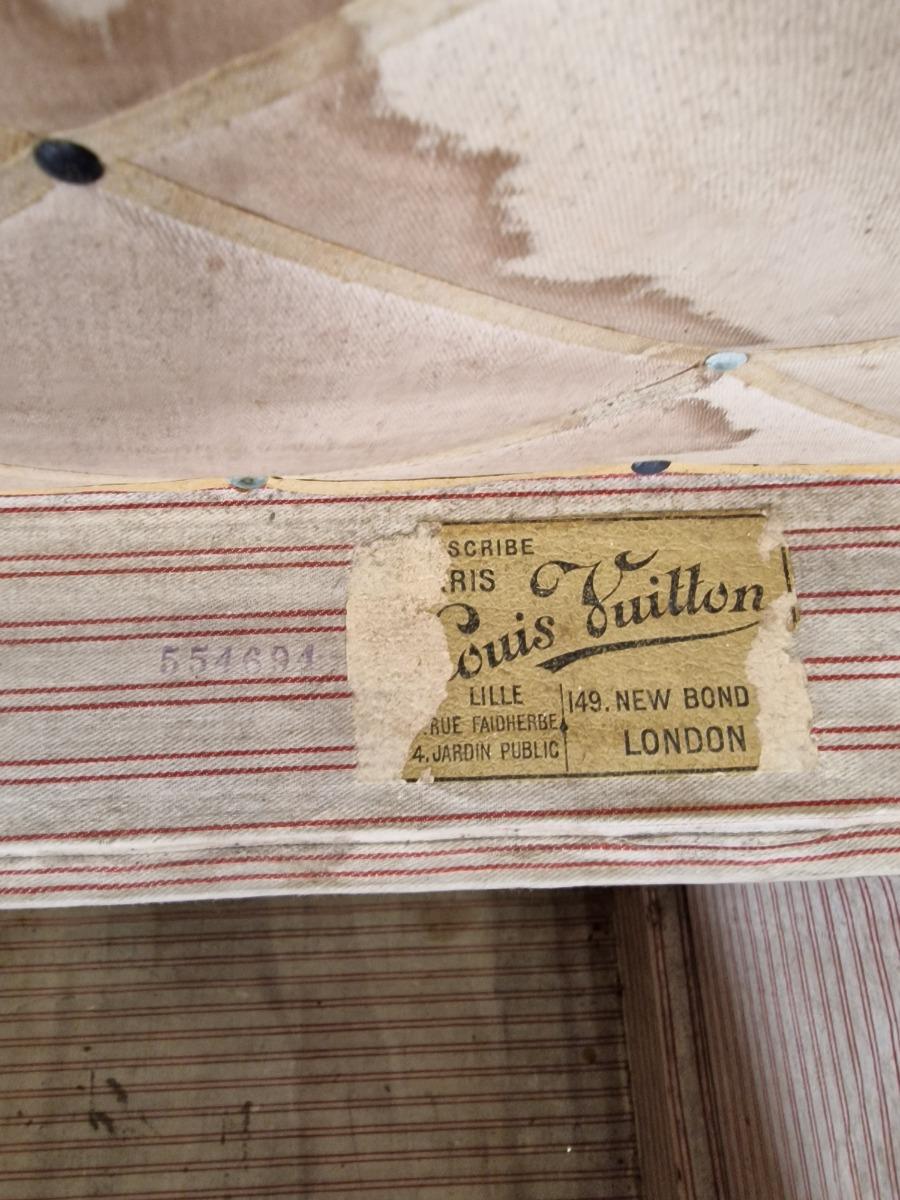 SCRIBE
RIS
Louis Vuitton
554694
LILLE
RUE FAIDHERBE
4. JARDIN PUBLIC
149. NEW BOND
LONDON